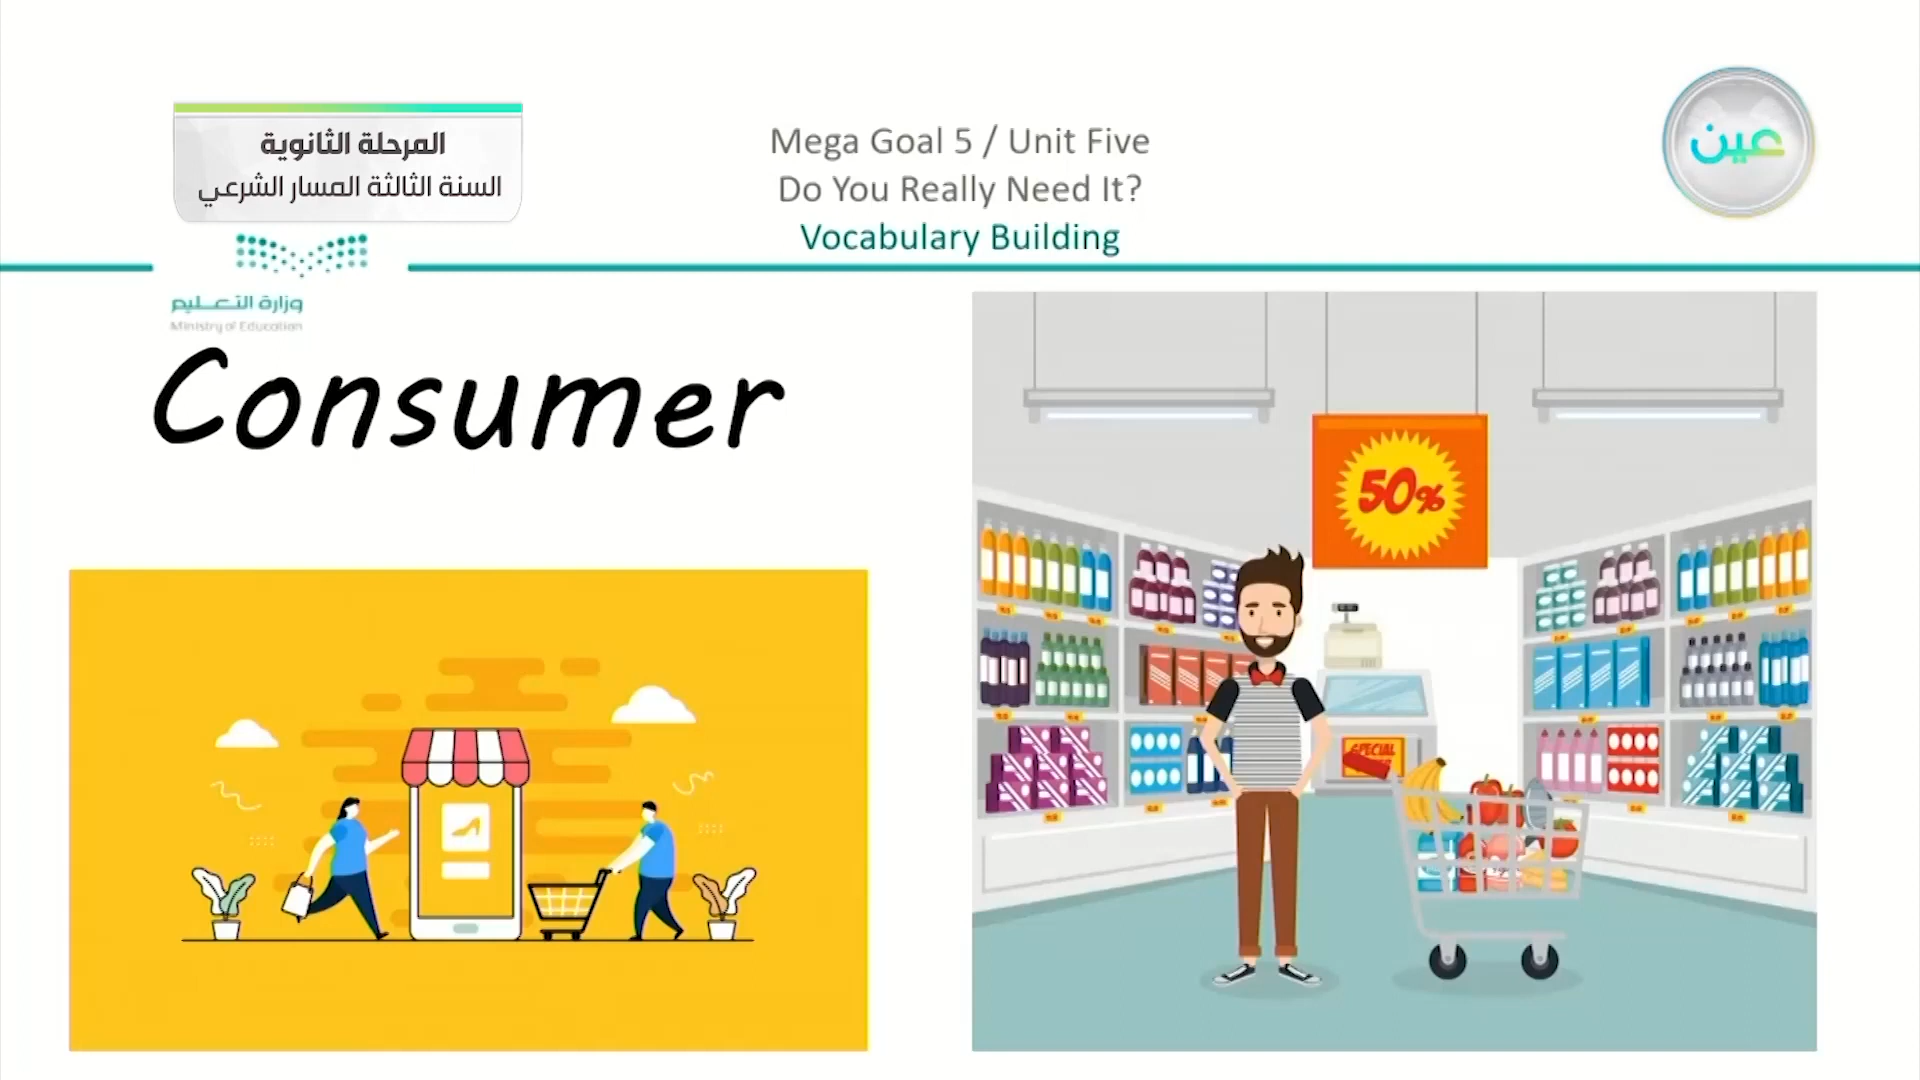 المرحلة الثانوية
السنة الثالثة المسار الشرعي
Mega Goal 5 / Unit Five
Do You Really Need It?
Vocabulary Building
عين
وزارة التعليم
Ministry of Education
Consumer
50%
SPECIAL